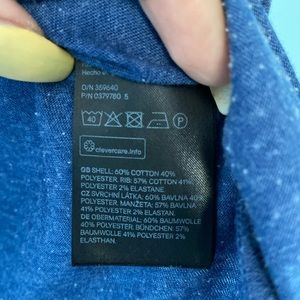 Hecho
O/N 359640
P/N 0379780 5
40
P
clevercare.info
GB SHELL: 60% COTTON 40%
POLYESTER. RIB: 57% COTTON 41%
POLYESTER 2% ELASTANE.
CZ SVRCHNÍ LÁTKA: 60% BAVLNA 40%
POLYESTER. MANŽETA: 57% BAVLNA
41% POLYESTER 2% ELASTAN.
DE OBERMATERIAL: 60% BAUMWOLLE
40% POLYESTER. BÜNDCHEN: 57%
BAUMWOLLE 41% POLYESTER 2%
ELASTHAN.